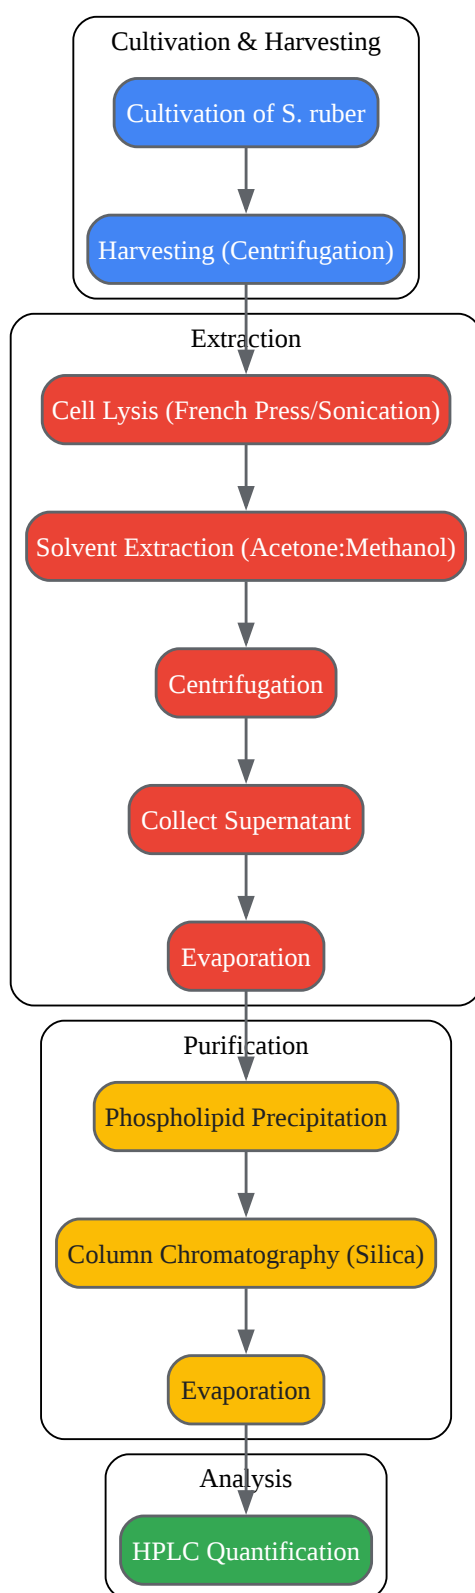 Cultivation & Harvesting
Cultivation of S. ruber
Harvesting (Centrifugation)
Extraction
Cell Lysis (French Press/Sonication)
Solvent Extraction (Acetone:Methanol)
Centrifugation
Collect Supernatant
Evaporation
Purification
Phospholipid Precipitation
Column Chromatography (Silica)
Evaporation
Analysis
HPLC Quantification